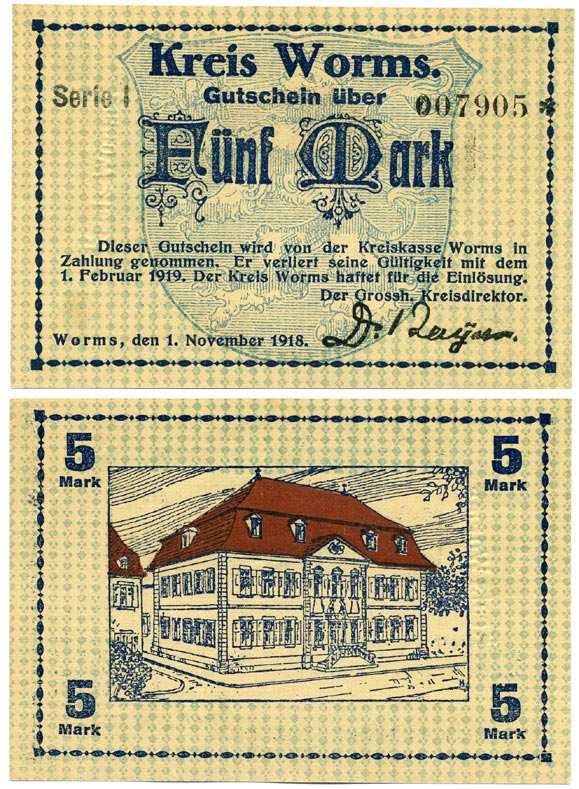 Kreis Worms.
Serie I
Gutschein über
007905 *
Fünf Mark
Dieser Gutschein wird von der Kreiskasse Worms in
Zahlung genommen. Er verliert seine Gültigkeit mit dem
1. Februar 1919. Der Kreis Worms haftet für die Einlösung.
Der Grossh. Kreisdirektor.
Worms, den 1. November 1918.
5
Mark
5
Mark
5
Mark
5
Mark